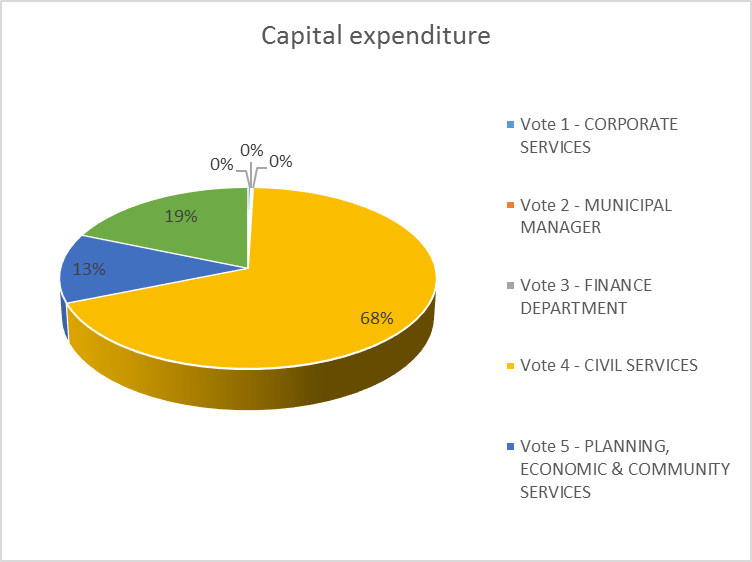 Capital expenditure
0%
0%
0%
19%
13%
68%
Vote 1 - CORPORATE
SERVICES
Vote 2 - MUNICIPAL
MANAGER
Vote 3 - FINANCE
DEPARTMENT
Vote 4 - CIVIL SERVICES
Vote 5 - PLANNING,
ECONOMIC & COMMUNITY
SERVICES